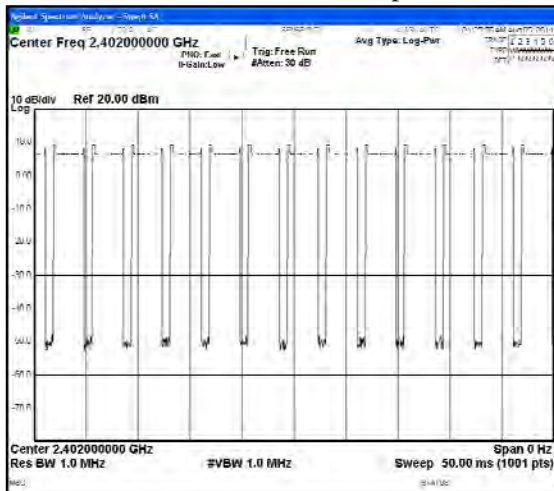 Agilent Spectrum Analyzer - Swept SA
Center Freq 2.402000000 GHz
PNO: Fast
IFGain:Low
Trig: Free Run
#Atten: 30 dB
Avg Type: Log-Pwr
10 dB/div Ref 20.00 dBm
Log
10.0
0.00
-10.0
-20.0
-30.0
-40.0
-50.0
-60.0
-70.0
Center 2.402000000 GHz Span 0 Hz
Res BW 1.0 MHz #VBW 1.0 MHz Sweep 50.00 ms (1001 pts)
MSG STATUS